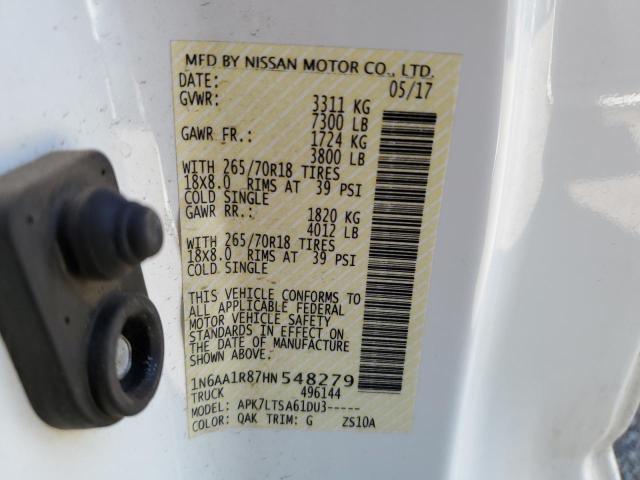 MFD BY NISSAN MOTOR CO., LTD.
DATE: 05/17
GVWR: 3311 KG
7300 LB
GAWR FR.: 1724 KG
3800 LB
WITH 265/70R18 TIRES
18X8.0 RIMS AT 39 PSI
COLD SINGLE
GAWR RR.: 1820 KG
4012 LB
WITH 265/70R18 TIRES
18X8.0 RIMS AT 39 PSI
COLD SINGLE
THIS VEHICLE CONFORMS TO
ALL APPLICABLE FEDERAL
MOTOR VEHICLE SAFETY
STANDARDS IN EFFECT ON
THE DATE OF MANUFACTURE
SHOWN ABOVE.
1N6AA1R87HN548279
TRUCK 496144
MODEL: APK7LTSA61DU3-----
COLOR: QAK TRIM: G ZS10A